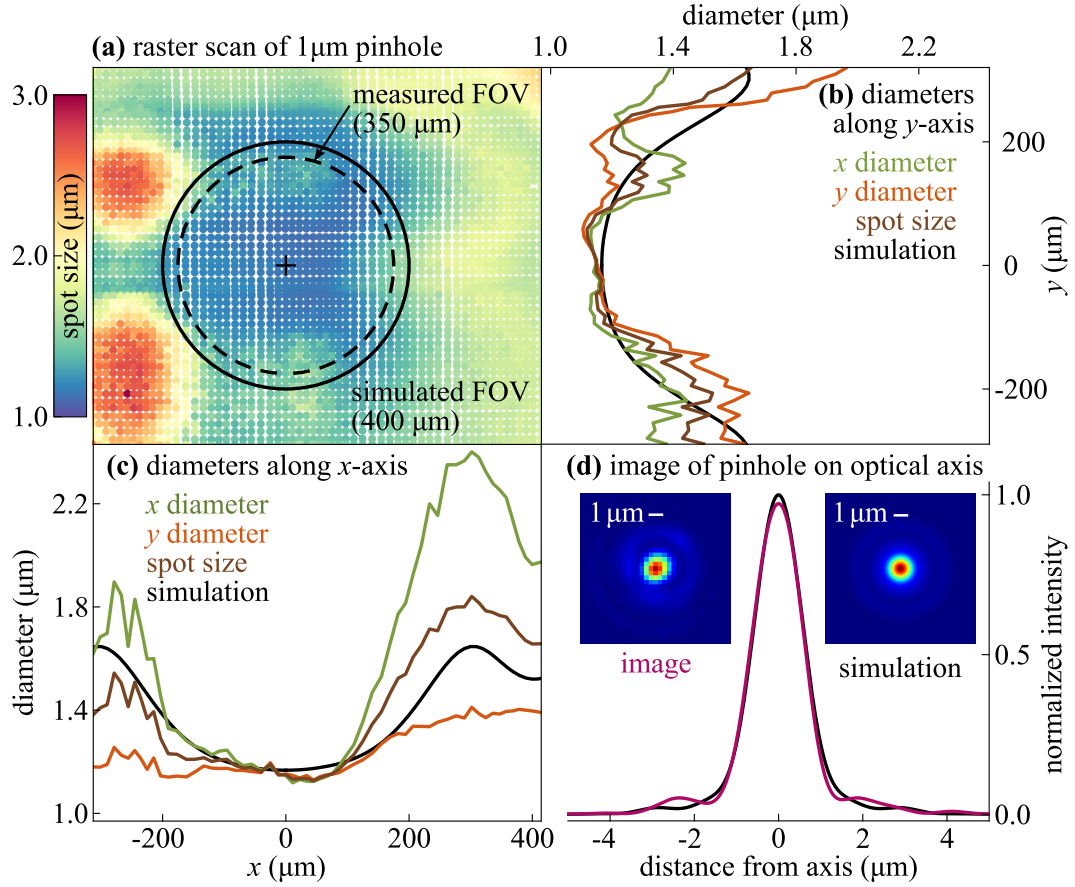 diameter (μm)
1.0 1.4 1.8 2.2
(a) raster scan of 1μm pinhole
3.0
2.0
1.0
spot size (μm)
measured FOV
(350 μm)
simulated FOV
(400 μm)
(b) diameters
along y-axis
x diameter
y diameter
spot size
simulation
200
0
-200
y (μm)
(c) diameters along x-axis
x diameter
y diameter
spot size
simulation
2.2
1.8
1.4
1.0
diameter (μm)
-200 0 200 400
x (μm)
(d) image of pinhole on optical axis
1 μm
1 μm
image
simulation
1.0
0.5
0.0
normalized intensity
-4 -2 0 2 4
distance from axis (μm)